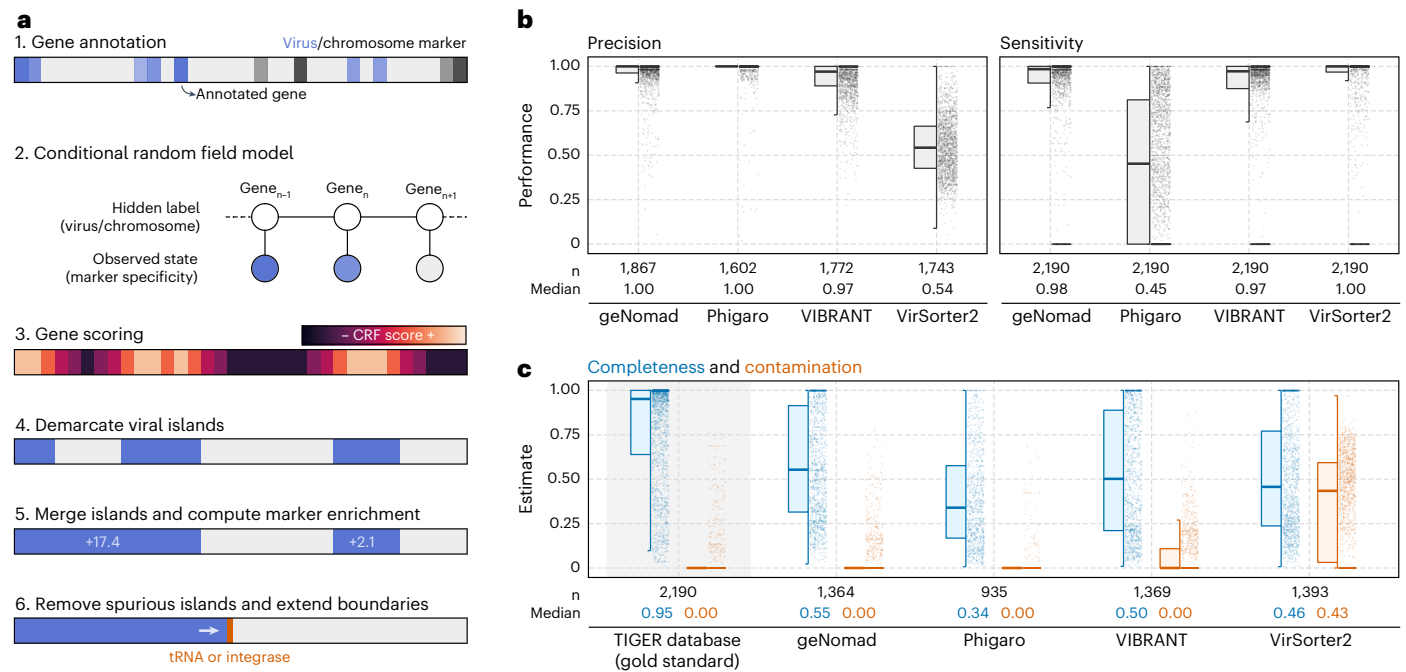 a
1. Gene annotation
Virus/chromosome marker
Annotated gene
2. Conditional random field model
Gene n–1 Gene n Gene n+1
Hidden label
(virus/chromosome)
Observed state
(marker specificity)
3. Gene scoring
– CRF score +
4. Demarcate viral islands
5. Merge islands and compute marker enrichment
+17.4 +2.1
6. Remove spurious islands and extend boundaries
tRNA or integrase
b
Precision
Sensitivity
Performance
1.00
0.75
0.50
0.25
0
n 1,867 1,602 1,772 1,743 2,190 2,190 2,190 2,190
Median 1.00 1.00 0.97 0.54 0.98 0.45 0.97 1.00
geNomad Phigaro VIBRANT VirSorter2 geNomad Phigaro VIBRANT VirSorter2
c
Completeness and contamination
Estimate
1.00
0.75
0.50
0.25
0
n 2,190 1,364 935 1,369 1,393
Median 0.95 0.00 0.55 0.00 0.34 0.00 0.50 0.00 0.46 0.43
TIGER database geNomad Phigaro VIBRANT VirSorter2
(gold standard)